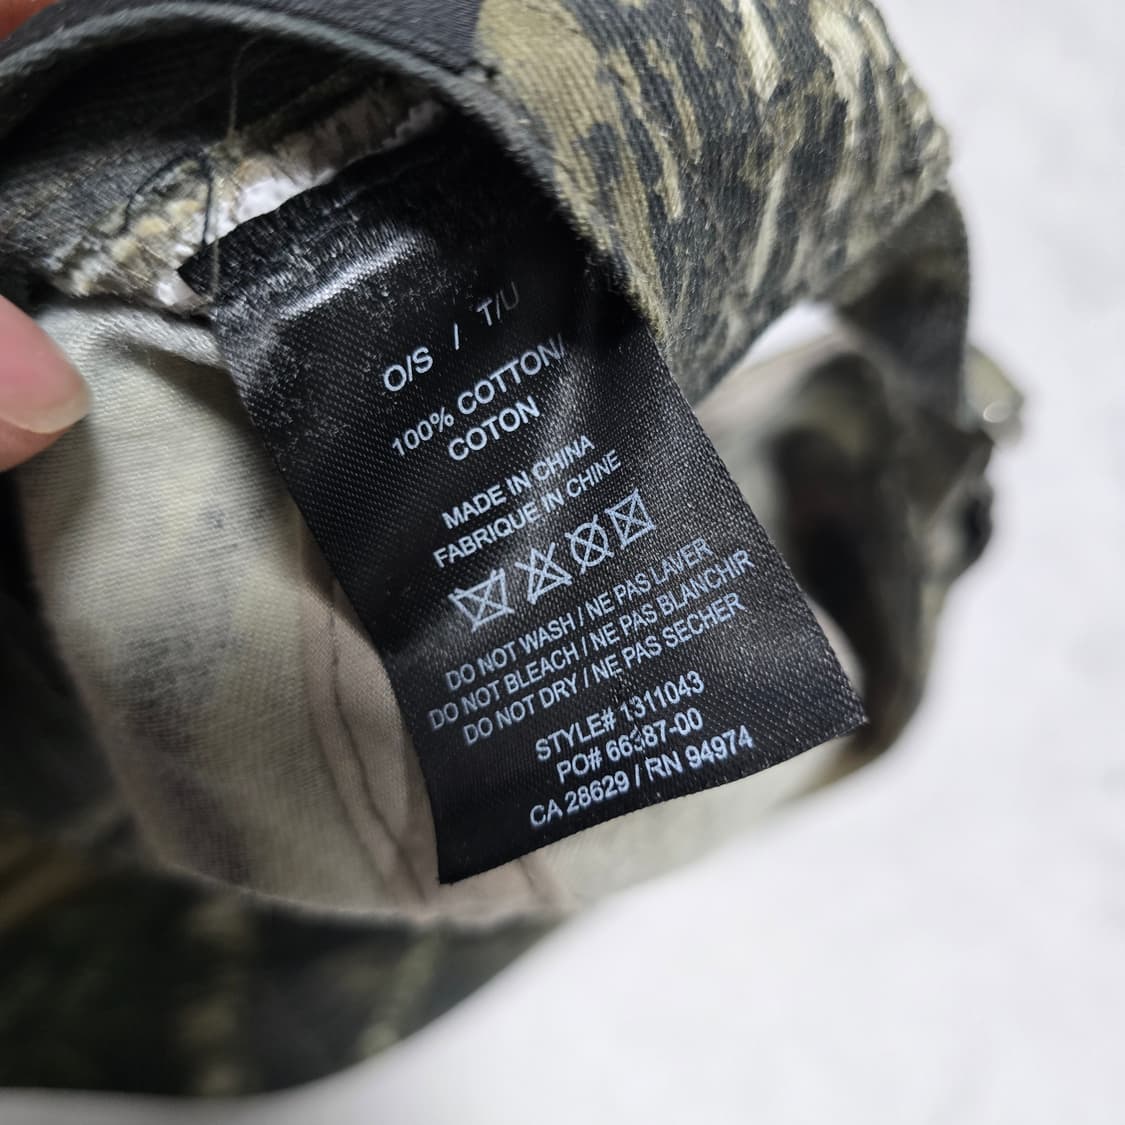 O/S / T/U
100% COTTON/
COTON
MADE IN CHINA
FABRIQUE IN CHINE
DO NOT WASH / NE PAS LAVER
DO NOT BLEACH / NE PAS BLANCHIR
DO NOT DRY / NE PAS SECHER
STYLE# 1311043
PO# 66387-00
CA 28629 / RN 94974